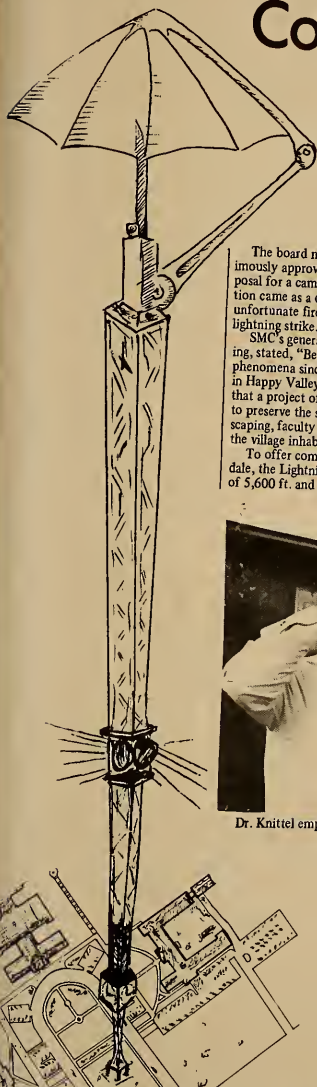 Co
The board n
imously approv
posal for a cam
tion came as a
unfortunate fire
lightning strike.
SMC's gener
ing, stated, "Be
phenomena sinc
in Happy Valley
that a project o
to preserve the s
scaping, faculty
the village inhab
To offer com
dale, the Lightni
of 5,600 ft. and
Dr. Knittel emp
D